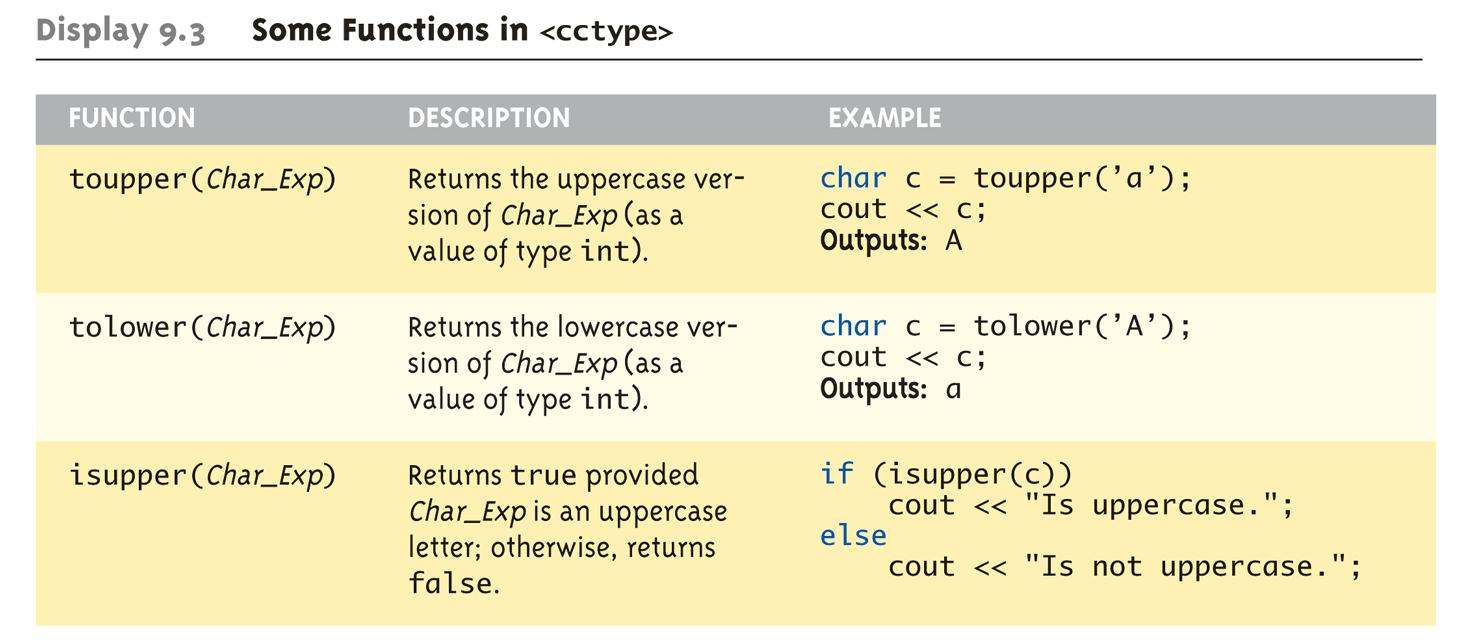 Display 9.3 Some Functions in <cctype>
FUNCTION DESCRIPTION EXAMPLE
toupper(Char_Exp)
Returns the uppercase ver-
sion of Char_Exp (as a
value of type int).
char c = toupper(’a’);
cout << c;
Outputs: A
tolower(Char_Exp)
Returns the lowercase ver-
sion of Char_Exp (as a
value of type int).
char c = tolower(’A’);
cout << c;
Outputs: a
isupper(Char_Exp)
Returns true provided
Char_Exp is an uppercase
letter; otherwise, returns
false.
if (isupper(c))
    cout << "Is uppercase.";
else
    cout << "Is not uppercase.";